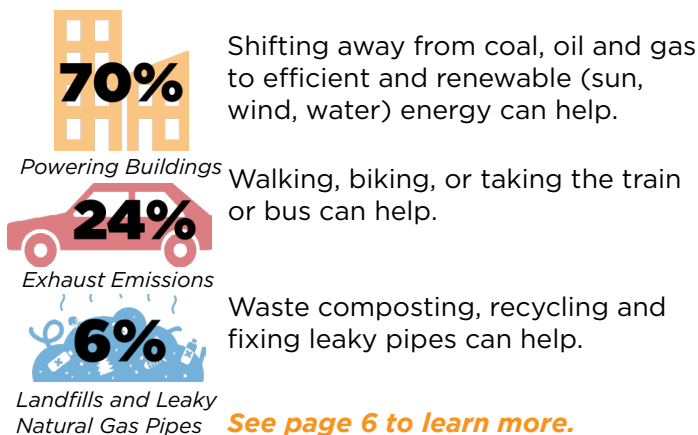 70%
Powering Buildings
Shifting away from coal, oil and gas
to efficient and renewable (sun,
wind, water) energy can help.
24%
Exhaust Emissions
Walking, biking, or taking the train
or bus can help.
6%
Landfills and Leaky
Natural Gas Pipes
Waste composting, recycling and
fixing leaky pipes can help.
See page 6 to learn more.